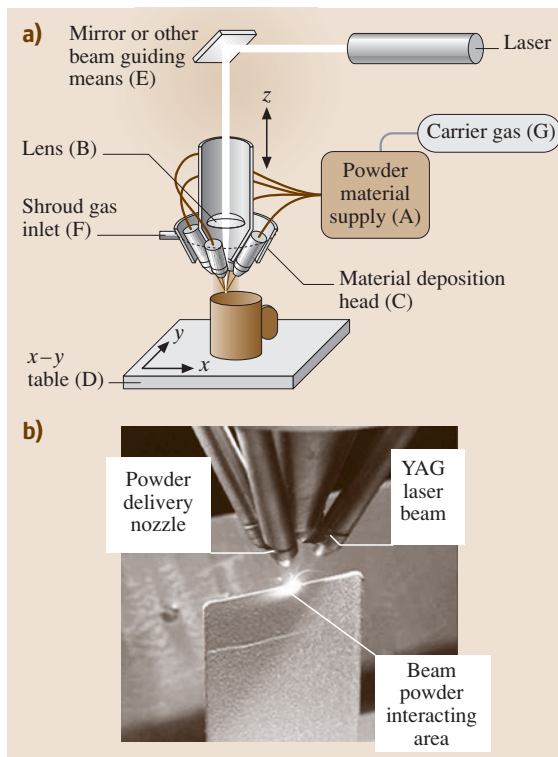 a)
Mirror or other
beam guiding
means (E)
Laser
z
Carrier gas (G)
Lens (B)
Powder
material
supply (A)
Shroud gas
inlet (F)
Material deposition
head (C)
y
x
x–y
table (D)
b)
Powder
delivery
nozzle
YAG
laser
beam
Beam
powder
interacting
area